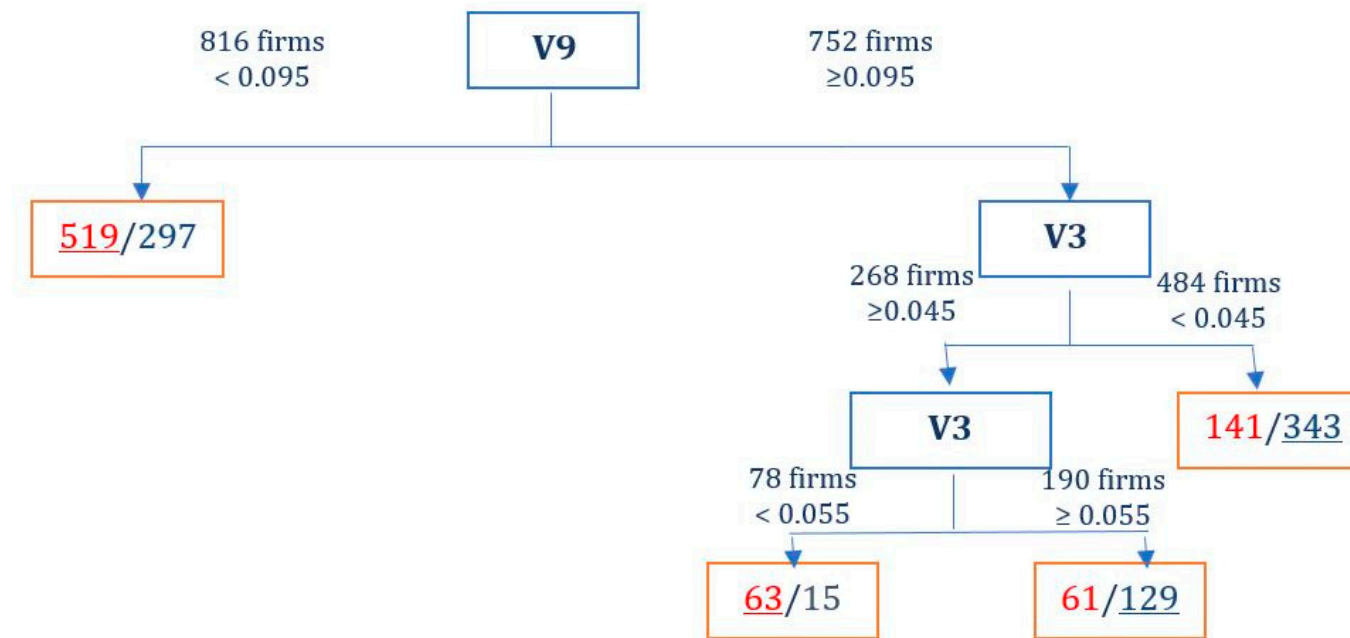 816 firms
< 0.095
V9
752 firms
≥0.095
519/297
V3
268 firms
≥0.045
484 firms
< 0.045
V3
141/343
78 firms
< 0.055
190 firms
≥ 0.055
63/15
61/129